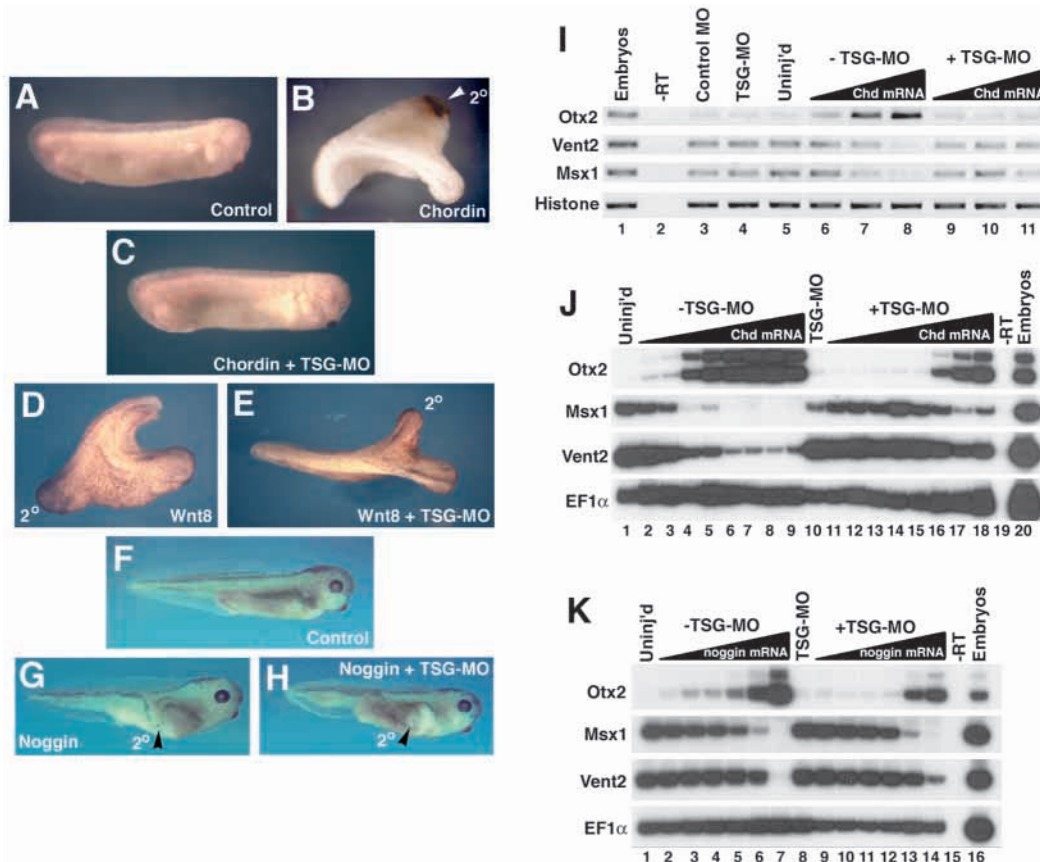 A
Control
B
2°
Chordin
C
Chordin + TSG-MO
D
2°
Wnt8
E
2°
Wnt8 + TSG-MO
F
Control
G
Noggin
2°
H
Noggin + TSG-MO
2°
I
Embryos
-RT
Control MO
TSG-MO
Uninj'd
- TSG-MO
Chd mRNA
+ TSG-MO
Chd mRNA
Otx2
Vent2
Msx1
Histone
1 2 3 4 5 6 7 8 9 10 11
J
Uninj'd
-TSG-MO
Chd mRNA
TSG-MO
+TSG-MO
Chd mRNA
-RT
Embryos
Otx2
Msx1
Vent2
EF1α
1 2 3 4 5 6 7 8 9 10 11 12 13 14 15 16 17 18 19 20
K
Uninj'd
-TSG-MO
noggin mRNA
TSG-MO
+TSG-MO
noggin mRNA
-RT
Embryos
Otx2
Msx1
Vent2
EF1α
1 2 3 4 5 6 7 8 9 10 11 12 13 14 15 16